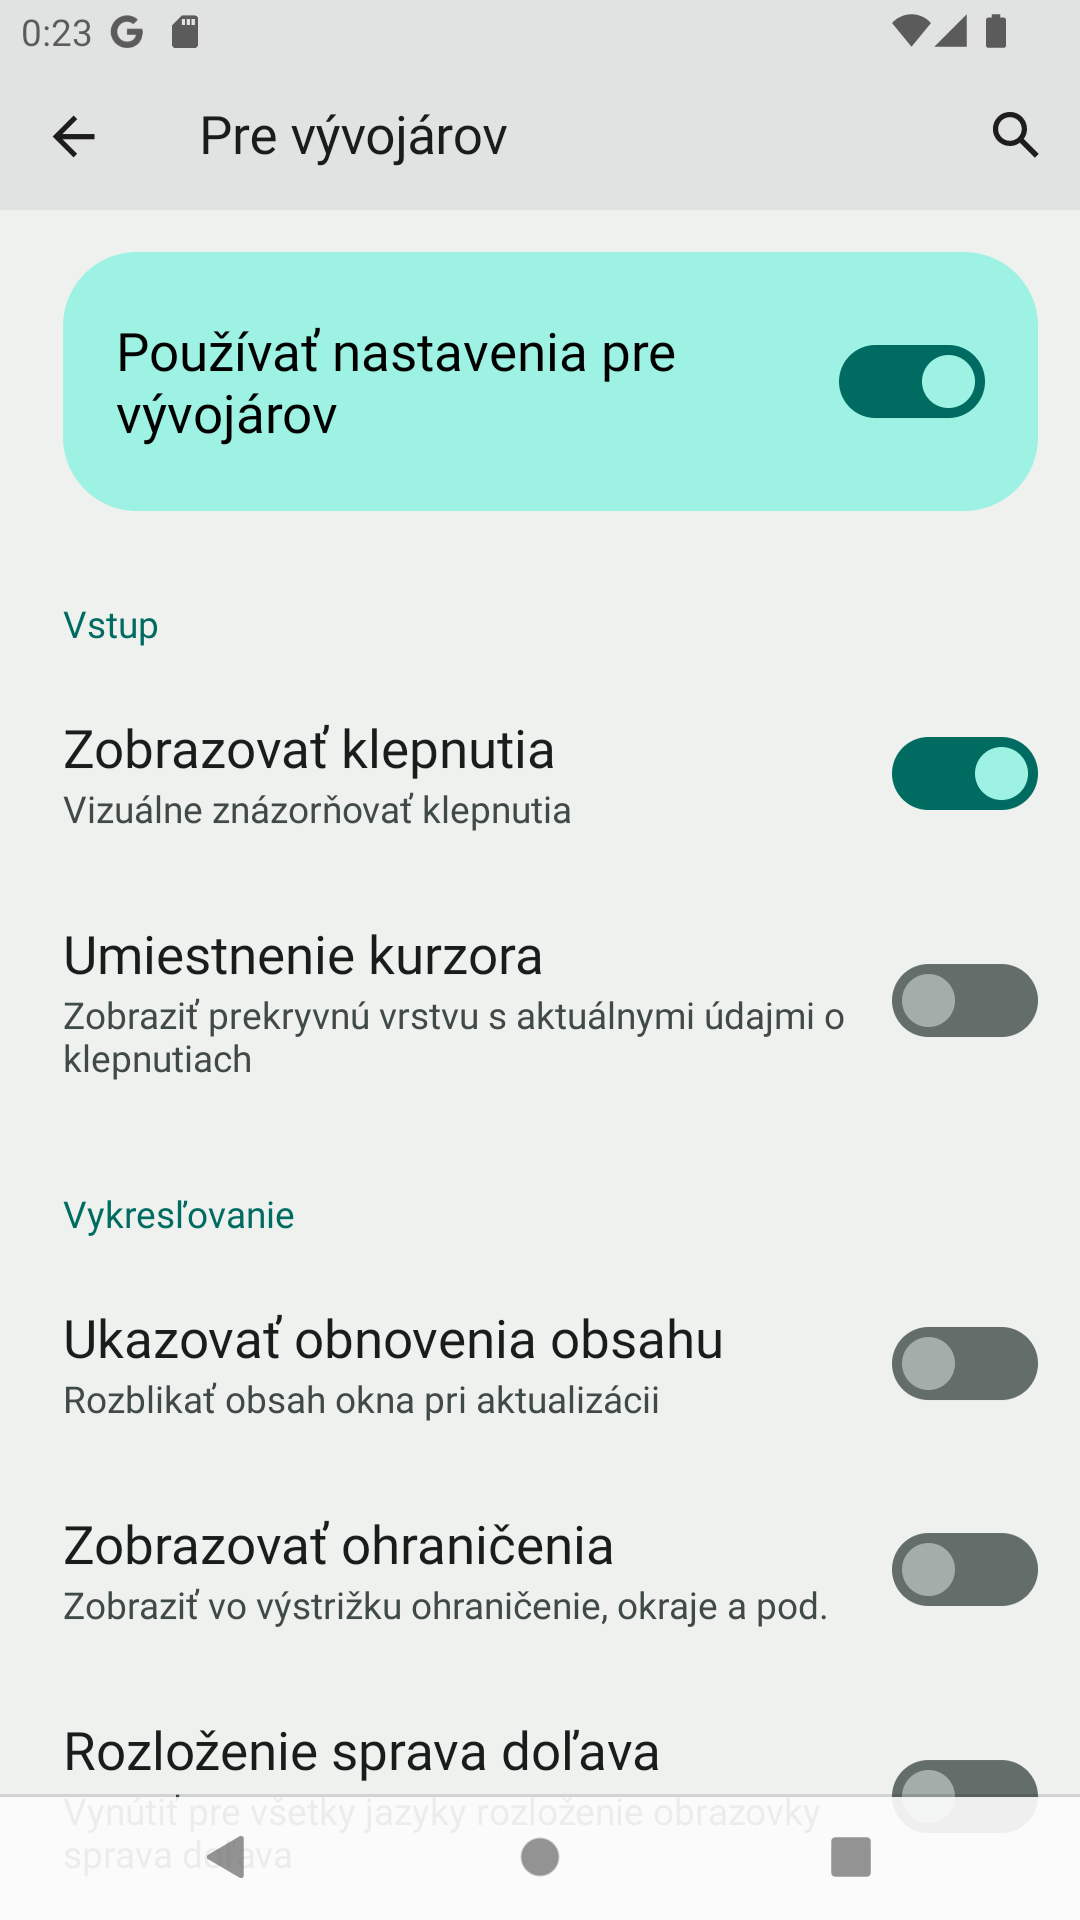 0:23
Pre vývojárov
Používať nastavenia pre
vývojárov
Vstup
Zobrazovať klepnutia
Vizuálne znázorňovať klepnutia
Umiestnenie kurzora
Zobraziť prekryvnú vrstvu s aktuálnymi údajmi o
klepnutiach
Vykresľovanie
Ukazovať obnovenia obsahu
Rozblikať obsah okna pri aktualizácii
Zobrazovať ohraničenia
Zobraziť vo výstrižku ohraničenie, okraje a pod.
Rozloženie sprava doľava
Vynútiť pre všetky jazyky rozloženie obrazovky
sprava doľava